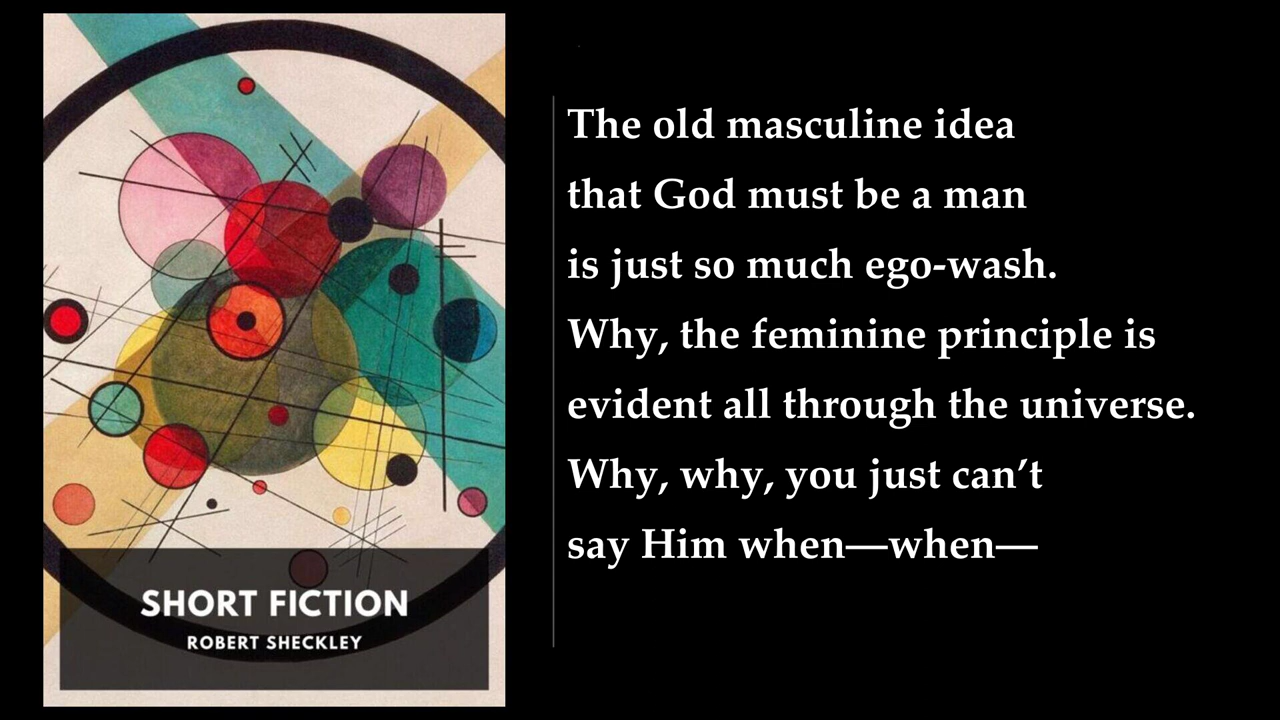 SHORT FICTION
ROBERT SHECKLEY
The old masculine idea
that God must be a man
is just so much ego-wash.
Why, the feminine principle is
evident all through the universe.
Why, why, you just can’t
say Him when—when—